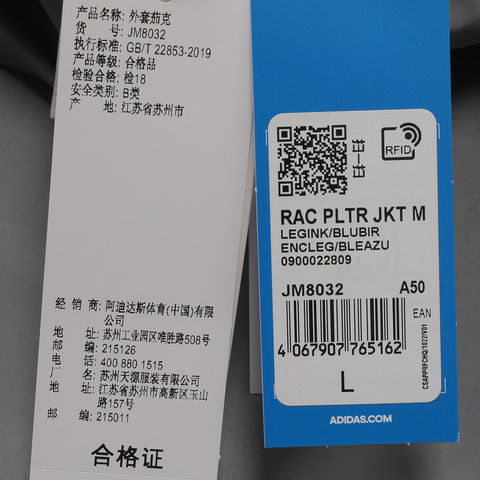 产品名称: 外套茄克
货 号: JM8032
执行标准: GB/T 22853-2019
产品等级: 合格品
检验合格: 检18
安全类别: B类
产 地: 江苏省苏州市
经 销 商: 阿迪达斯体育(中国)有限
公司
地 址: 苏州工业园区唯胜路508号
邮 编: 215126
电 话: 400 880 1515
厂 名: 苏州天源服装有限公司
地 址: 江苏省苏州市高新区玉山
路157号
邮 编: 215011
合格证
RFID
RAC PLTR JKT M
LEGINK/BLUBIR
ENCLEG/BLEAZU
0900022809
JM8032 A50
EAN
4 067907 765162
L
CSAPPRFCHQ/1022/V01
ADIDAS.COM